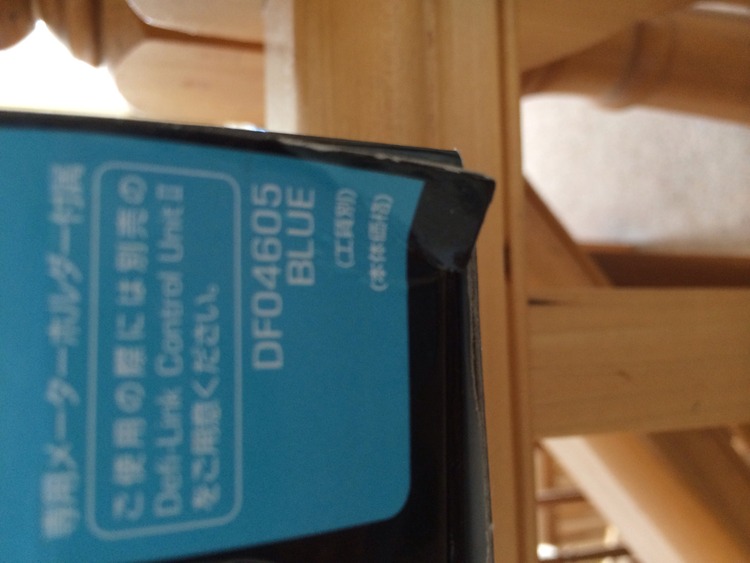 専用メーターホルダー付属
ご使用の際には別売の
Defi-Link Control Unit Ⅱ
をご用意ください。
DF04605
BLUE
(工賃別)
(本体価格)